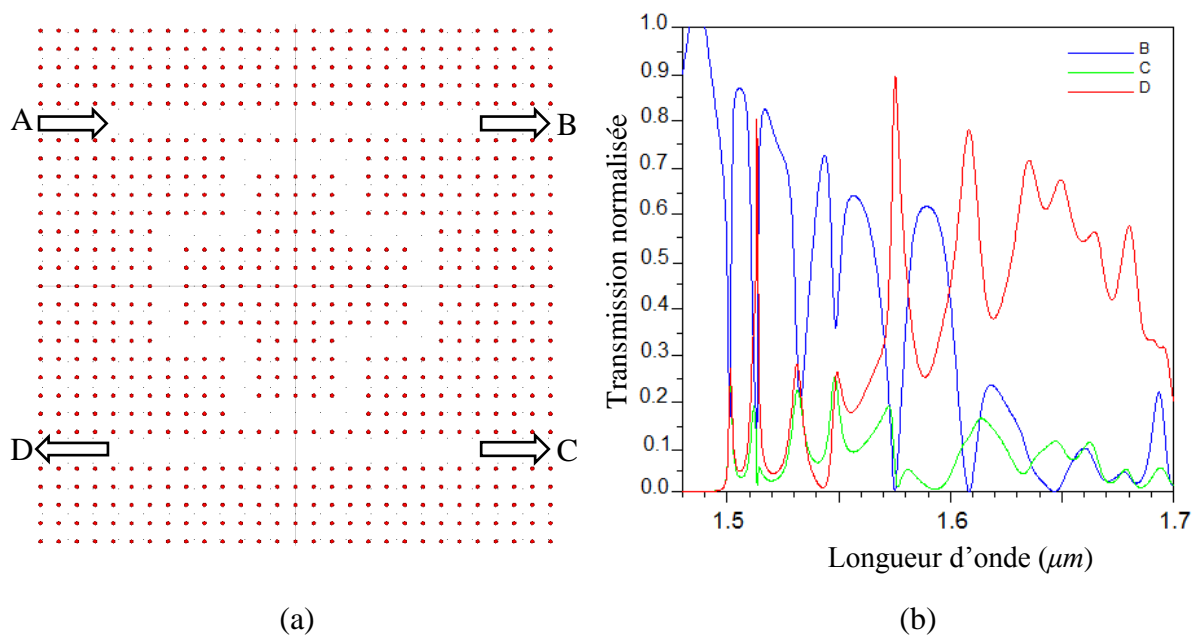 A
B
D
C
(a)
Transmission normalisée
1.0
0.9
0.8
0.7
0.6
0.5
0.4
0.3
0.2
0.1
0.0
B
C
D
1.5
1.6
1.7
Longueur d’onde (μm)
(b)